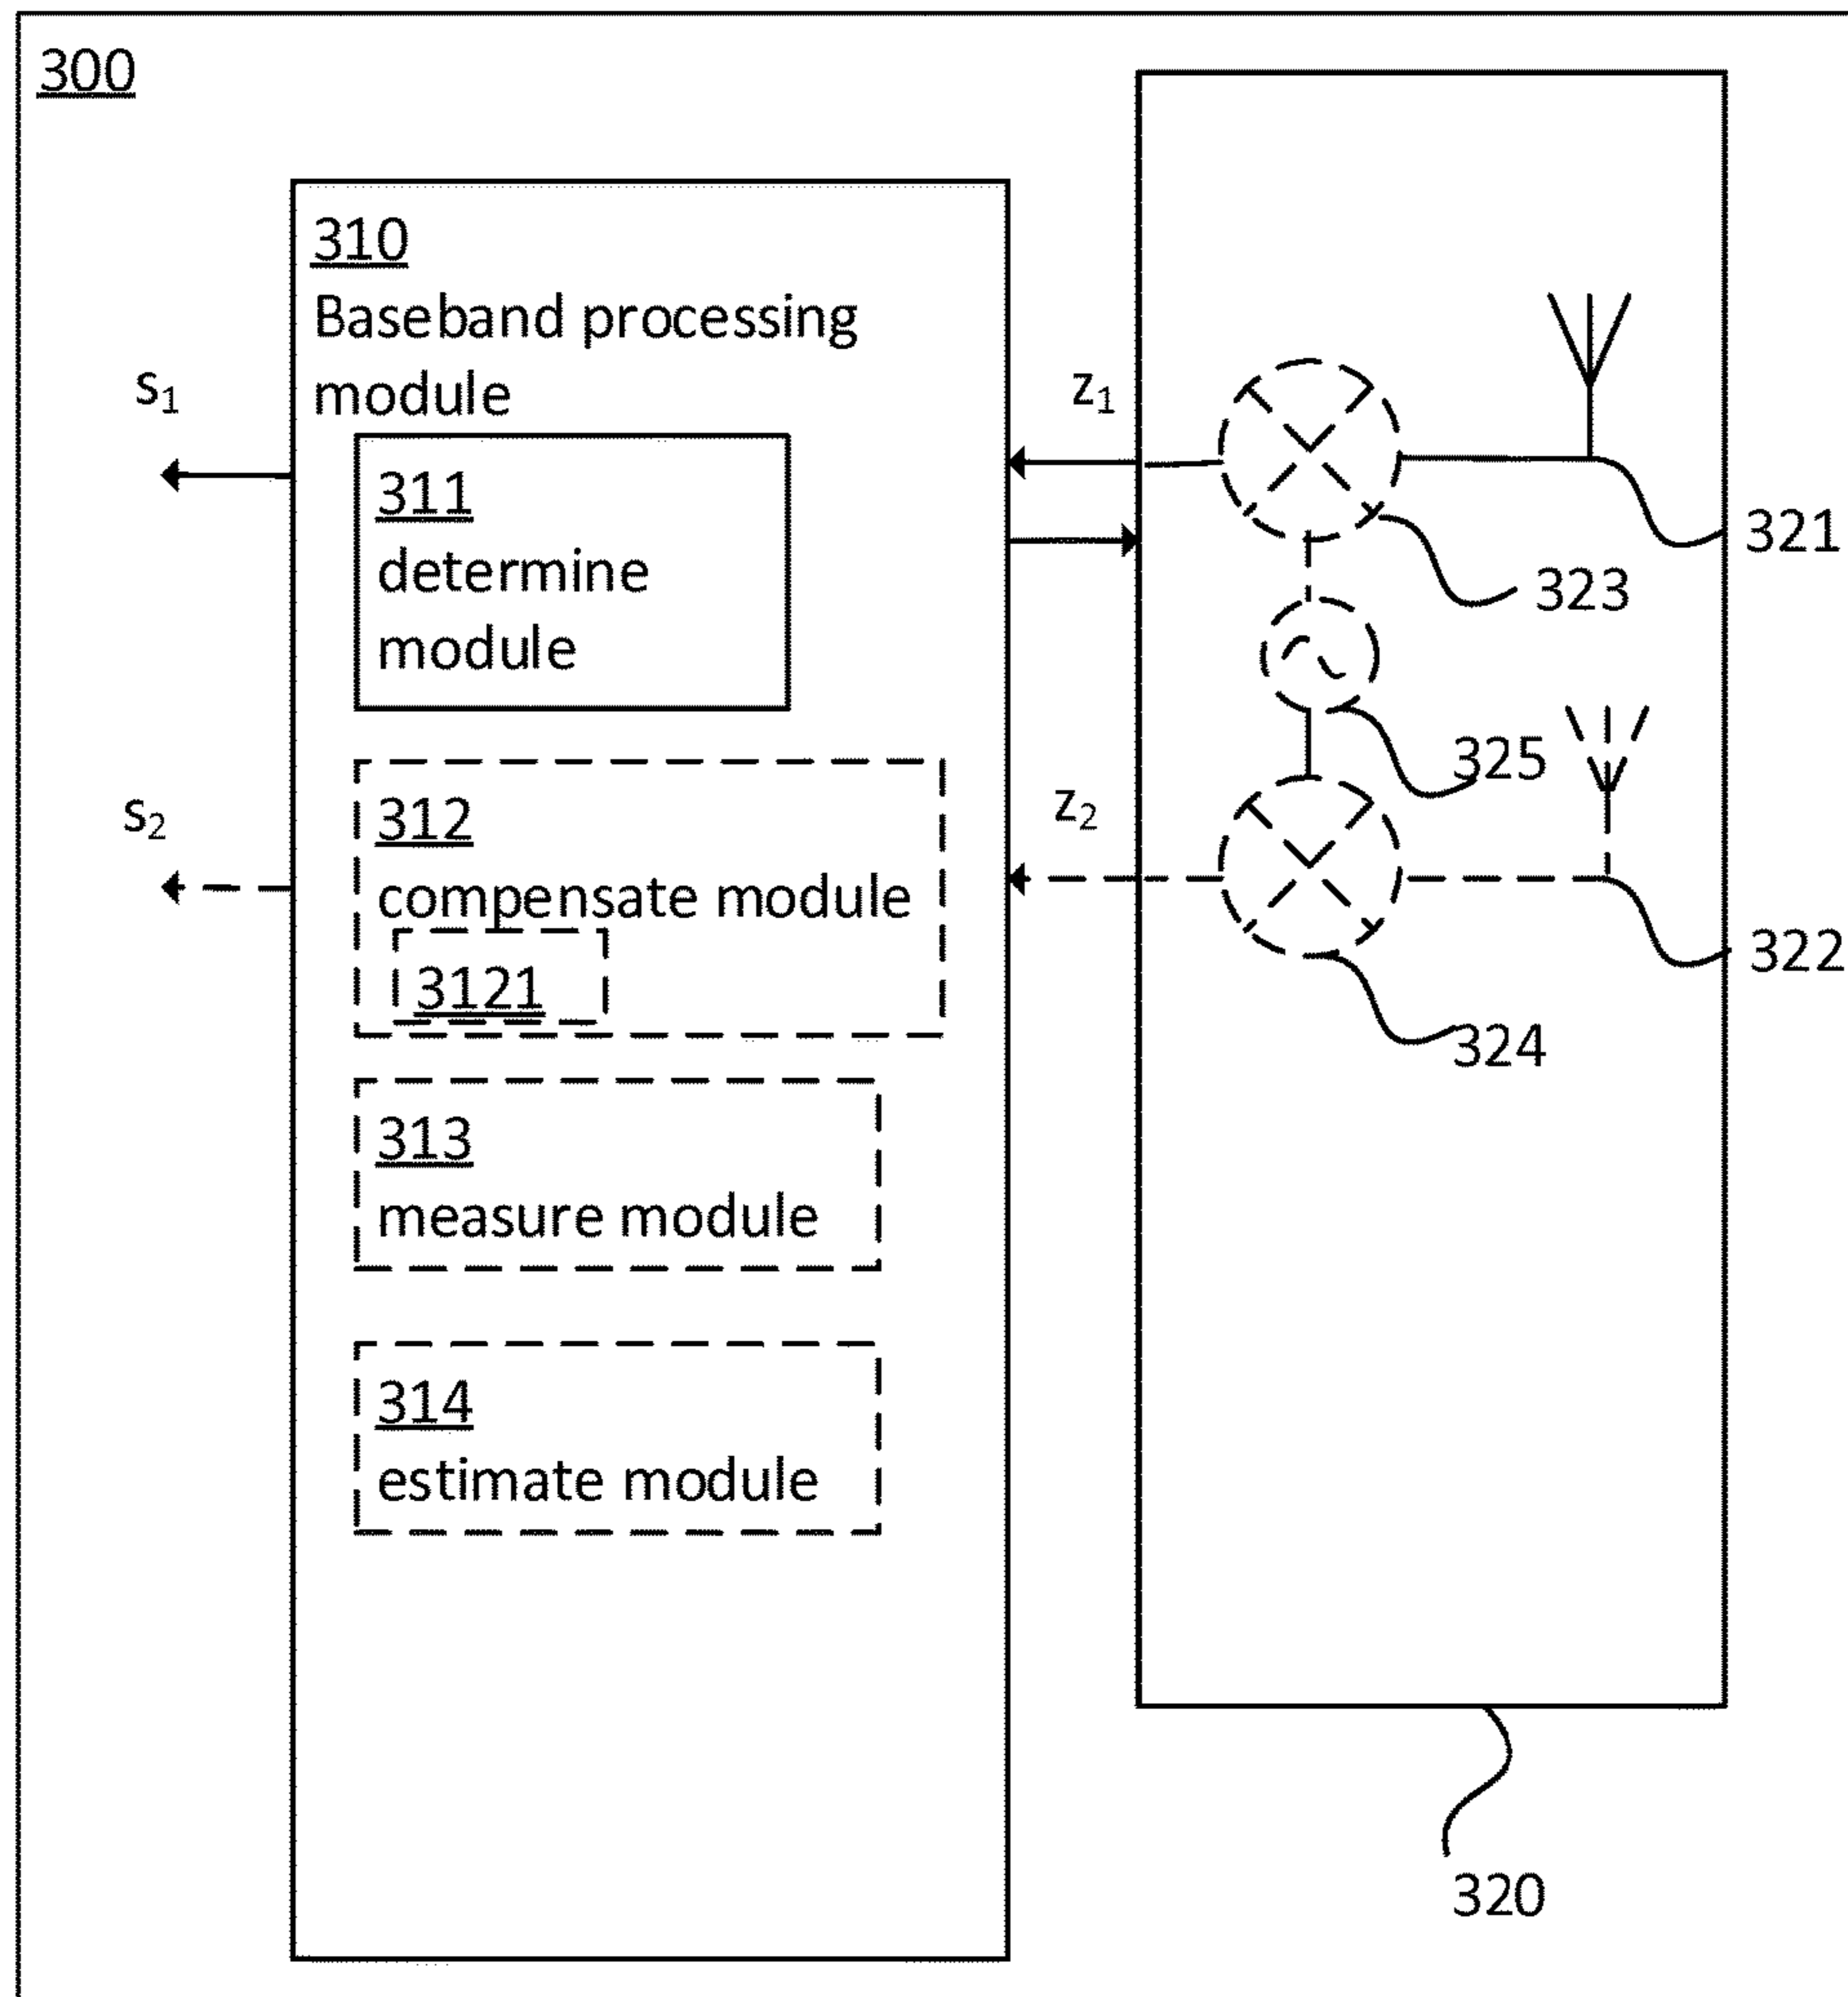 300
310
Baseband processing
module
s1
z1
311
determine
module
321
323
325
s2
z2
312
compensate module
3121
322
324
313
measure module
314
estimate module
320